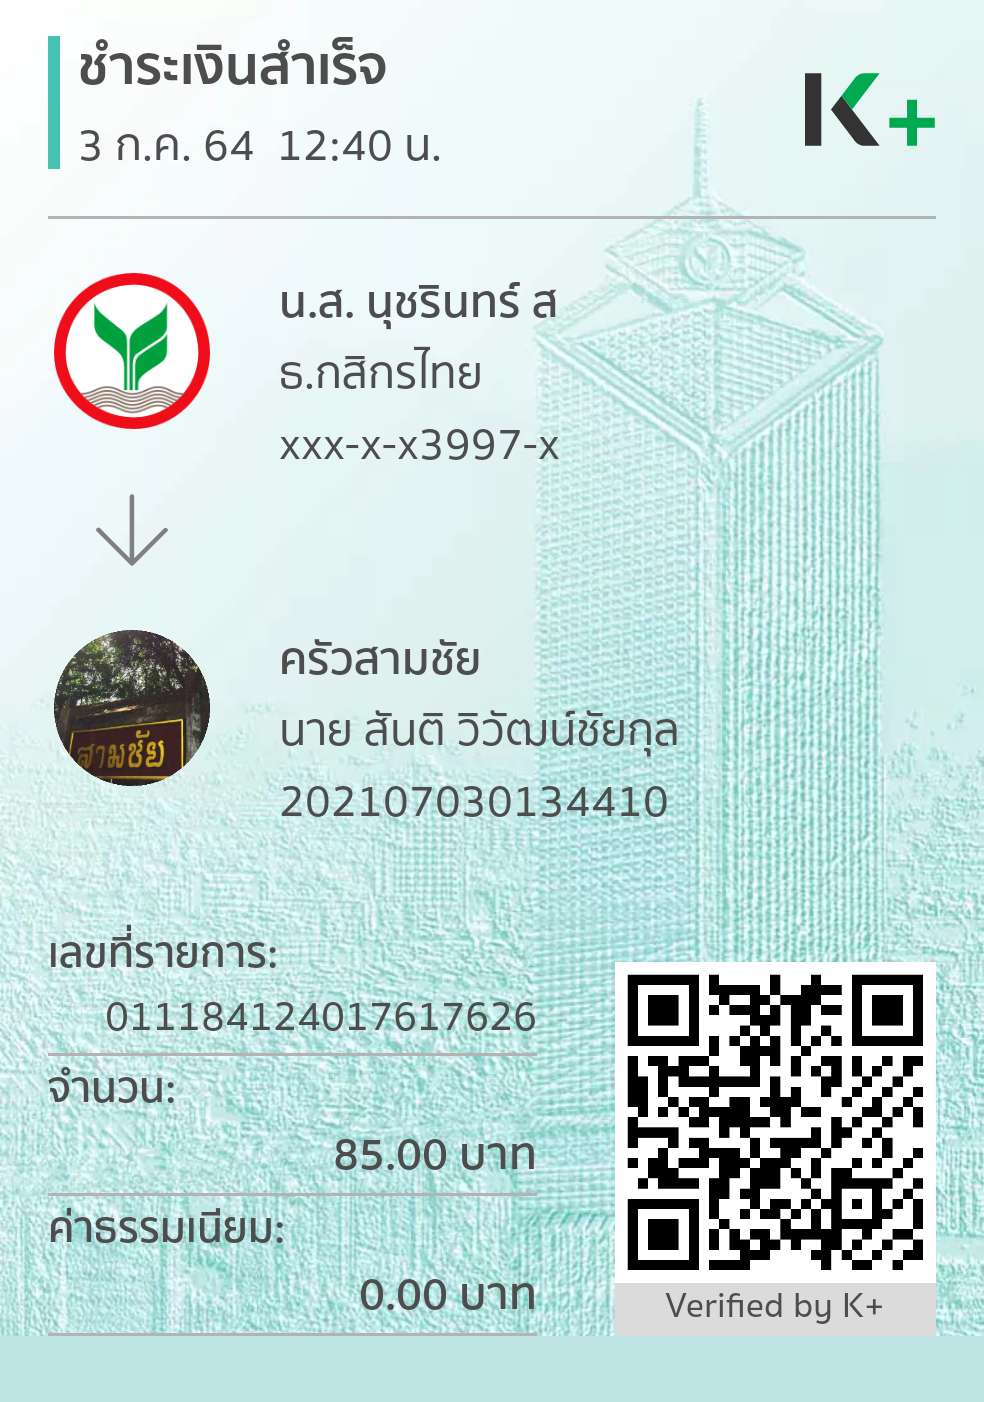 ชำระเงินสำเร็จ
3 ก.ค. 64 12:40 น.
K+
น.ส. นุชรินทร์ ส
ธ.กสิกรไทย
xxx-x-x3997-x
ครัวสามชัย
นาย สันติ วิวัฒน์ชัยกุล
202107030134410
สามชัย
เลขที่รายการ:
011184124017617626
จำนวน:
85.00 บาท
ค่าธรรมเนียม:
0.00 บาท
Verified by K+